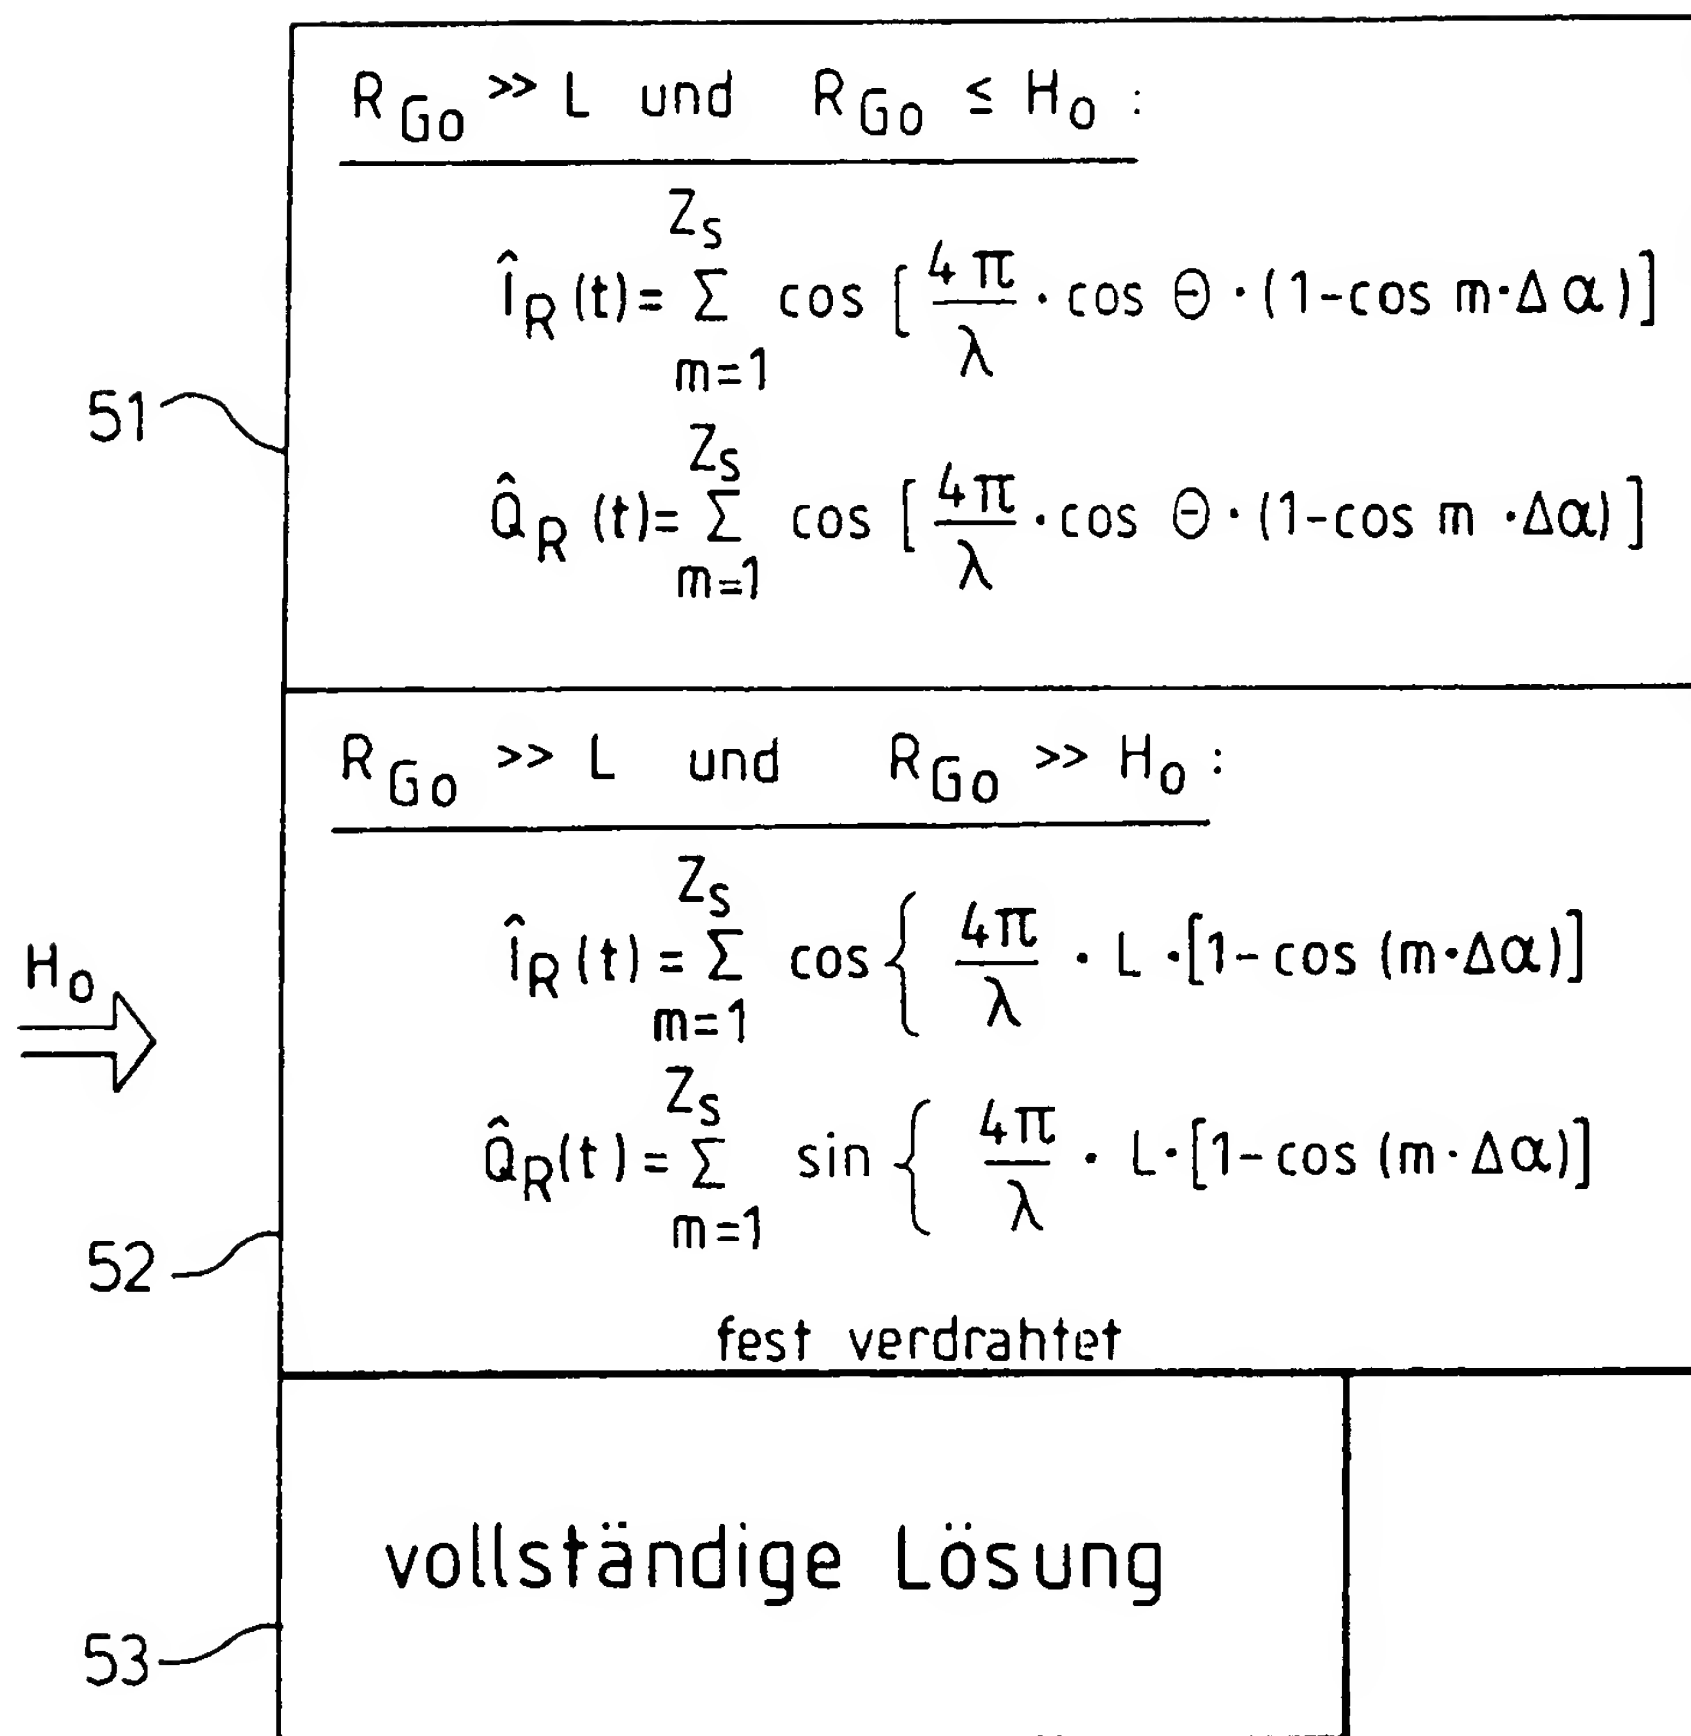 R_Go >> L und R_Go ≤ H_o :
Î_R (t)= Σ_{m=1}^{Z_S} cos [ 4π/λ · cos Θ · (1-cos m·Δα)]
51
Q̂_R (t)= Σ_{m=1}^{Z_S} cos [ 4π/λ ·cos Θ · (1-cos m ·Δα) ]
R_Go >> L und R_Go >> H_o :
H_o
Î_R (t) = Σ_{m=1}^{Z_S} cos { 4π/λ · L ·[1-cos (m·Δα)]
Q̂_R(t) = Σ_{m=1}^{Z_S} sin { 4π/λ · L·[1-cos (m·Δα)]
52
fest verdrahtet
vollständige Lösung
53